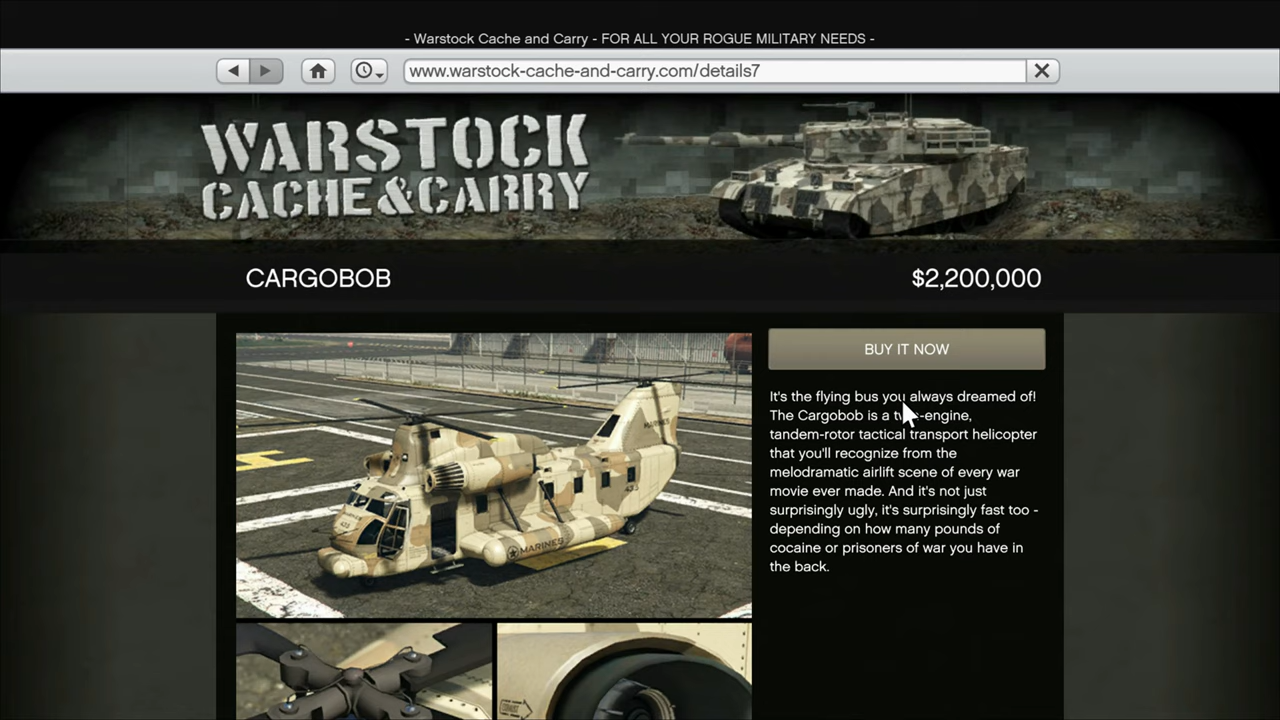 - Warstock Cache and Carry - FOR ALL YOUR ROGUE MILITARY NEEDS -
www.warstock-cache-and-carry.com/details7
WARSTOCK
CACHE&CARRY
CARGOBOB
$2,200,000
BUY IT NOW
It's the flying bus you always dreamed of!
The Cargobob is a -engine,
tandem-rotor tactical transport helicopter
that you'll recognize from the
melodramatic airlift scene of every war
movie ever made. And it's not just
surprisingly ugly, it's surprisingly fast too -
depending on how many pounds of
cocaine or prisoners of war you have in
the back.
MARINES